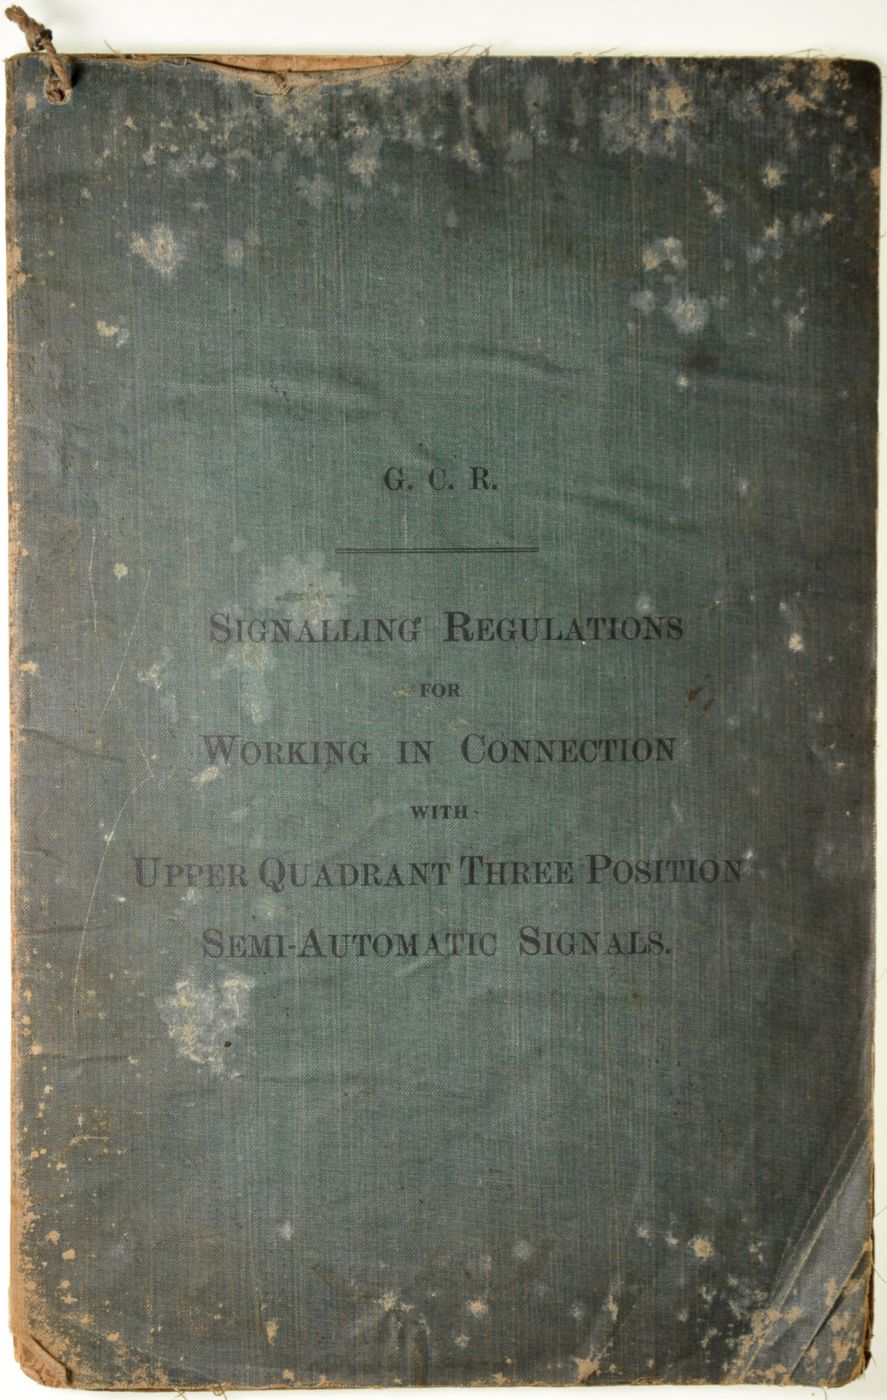 G. C. R.
SIGNALLING REGULATIONS
FOR
WORKING IN CONNECTION
WITH
UPPER QUADRANT THREE POSITION
SEMI-AUTOMATIC SIGNALS.